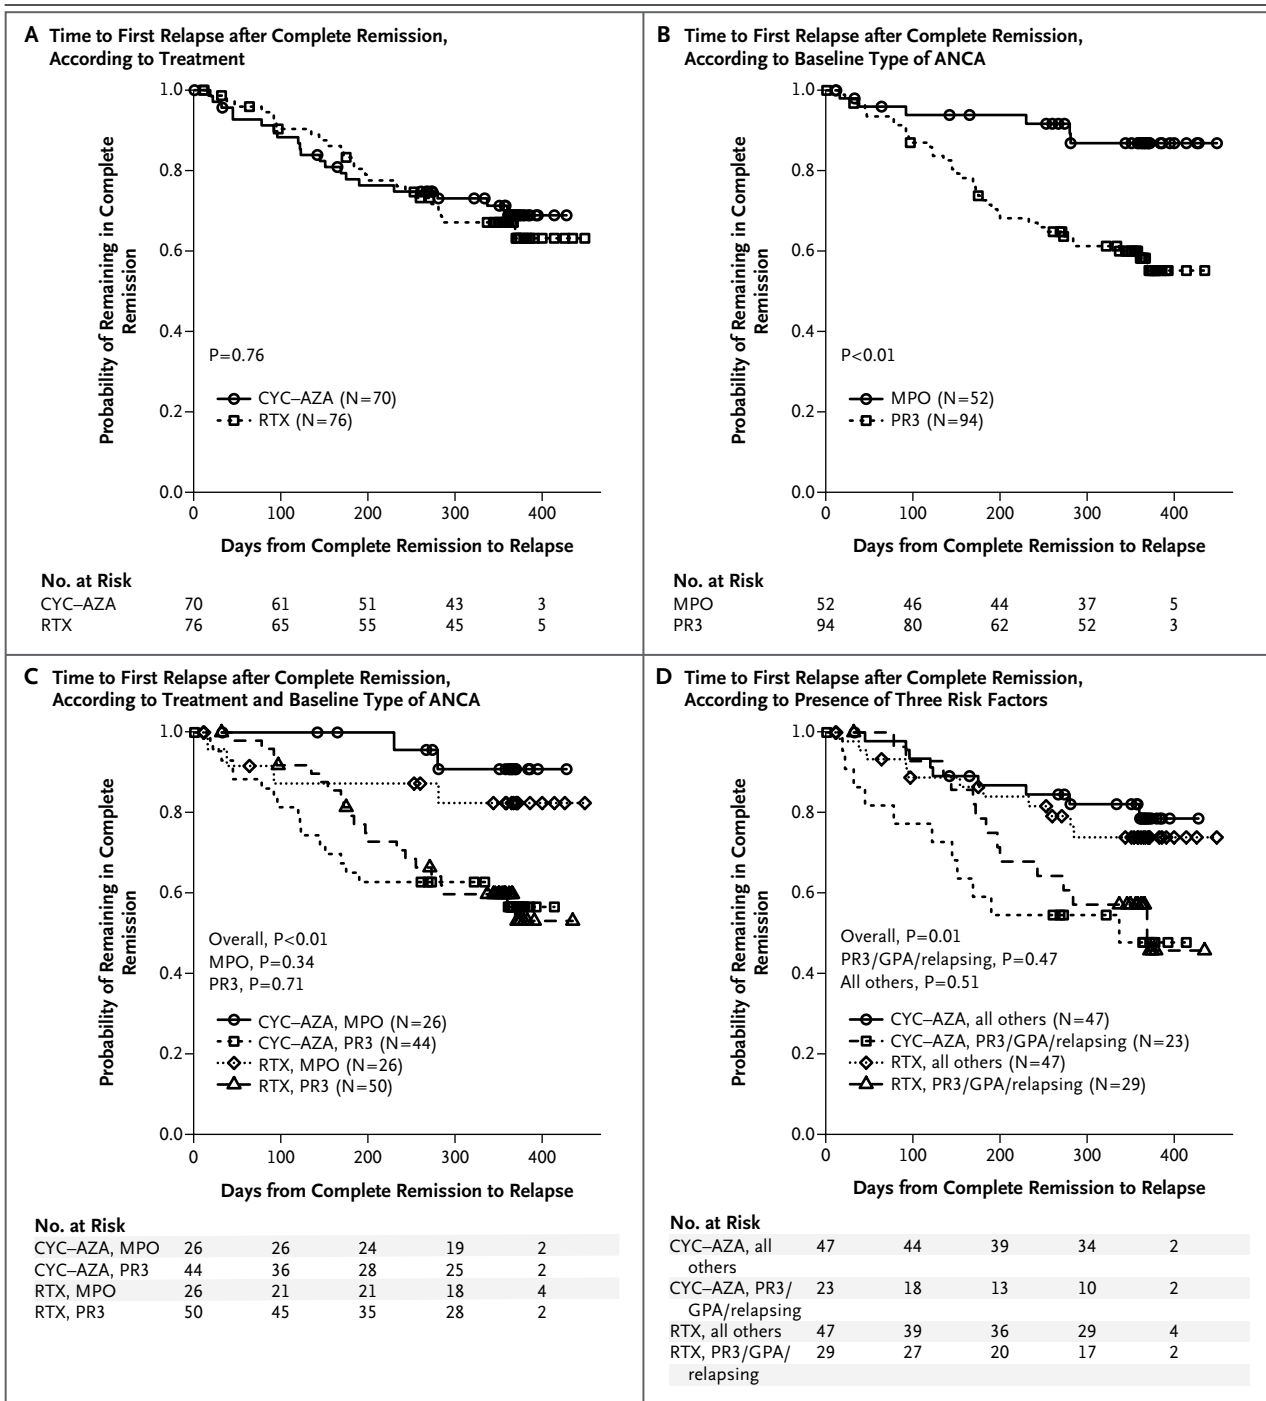 A Time to First Relapse after Complete Remission,
According to Treatment
1.0
0.8
0.6
0.4
0.2
0.0
Probability of Remaining in Complete
Remission
P=0.76
CYC–AZA (N=70)
RTX (N=76)
0 100 200 300 400
Days from Complete Remission to Relapse
No. at Risk
CYC–AZA 70 61 51 43 3
RTX 76 65 55 45 5
B Time to First Relapse after Complete Remission,
According to Baseline Type of ANCA
1.0
0.8
0.6
0.4
0.2
0.0
Probability of Remaining in Complete
Remission
P<0.01
MPO (N=52)
PR3 (N=94)
0 100 200 300 400
Days from Complete Remission to Relapse
No. at Risk
MPO 52 46 44 37 5
PR3 94 80 62 52 3
C Time to First Relapse after Complete Remission,
According to Treatment and Baseline Type of ANCA
1.0
0.8
0.6
0.4
0.2
0.0
Probability of Remaining in Complete
Remission
Overall, P<0.01
MPO, P=0.34
PR3, P=0.71
CYC–AZA, MPO (N=26)
CYC–AZA, PR3 (N=44)
RTX, MPO (N=26)
RTX, PR3 (N=50)
0 100 200 300 400
Days from Complete Remission to Relapse
No. at Risk
CYC–AZA, MPO 26 26 24 19 2
CYC–AZA, PR3 44 36 28 25 2
RTX, MPO 26 21 21 18 4
RTX, PR3 50 45 35 28 2
D Time to First Relapse after Complete Remission,
According to Presence of Three Risk Factors
1.0
0.8
0.6
0.4
0.2
0.0
Probability of Remaining in Complete
Remission
Overall, P=0.01
PR3/GPA/relapsing, P=0.47
All others, P=0.51
CYC–AZA, all others (N=47)
CYC–AZA, PR3/GPA/relapsing (N=23)
RTX, all others (N=47)
RTX, PR3/GPA/relapsing (N=29)
0 100 200 300 400
Days from Complete Remission to Relapse
No. at Risk
CYC–AZA, all 47 44 39 34 2
others
CYC–AZA, PR3/ 23 18 13 10 2
GPA/relapsing
RTX, all others 47 39 36 29 4
RTX, PR3/GPA/ 29 27 20 17 2
relapsing